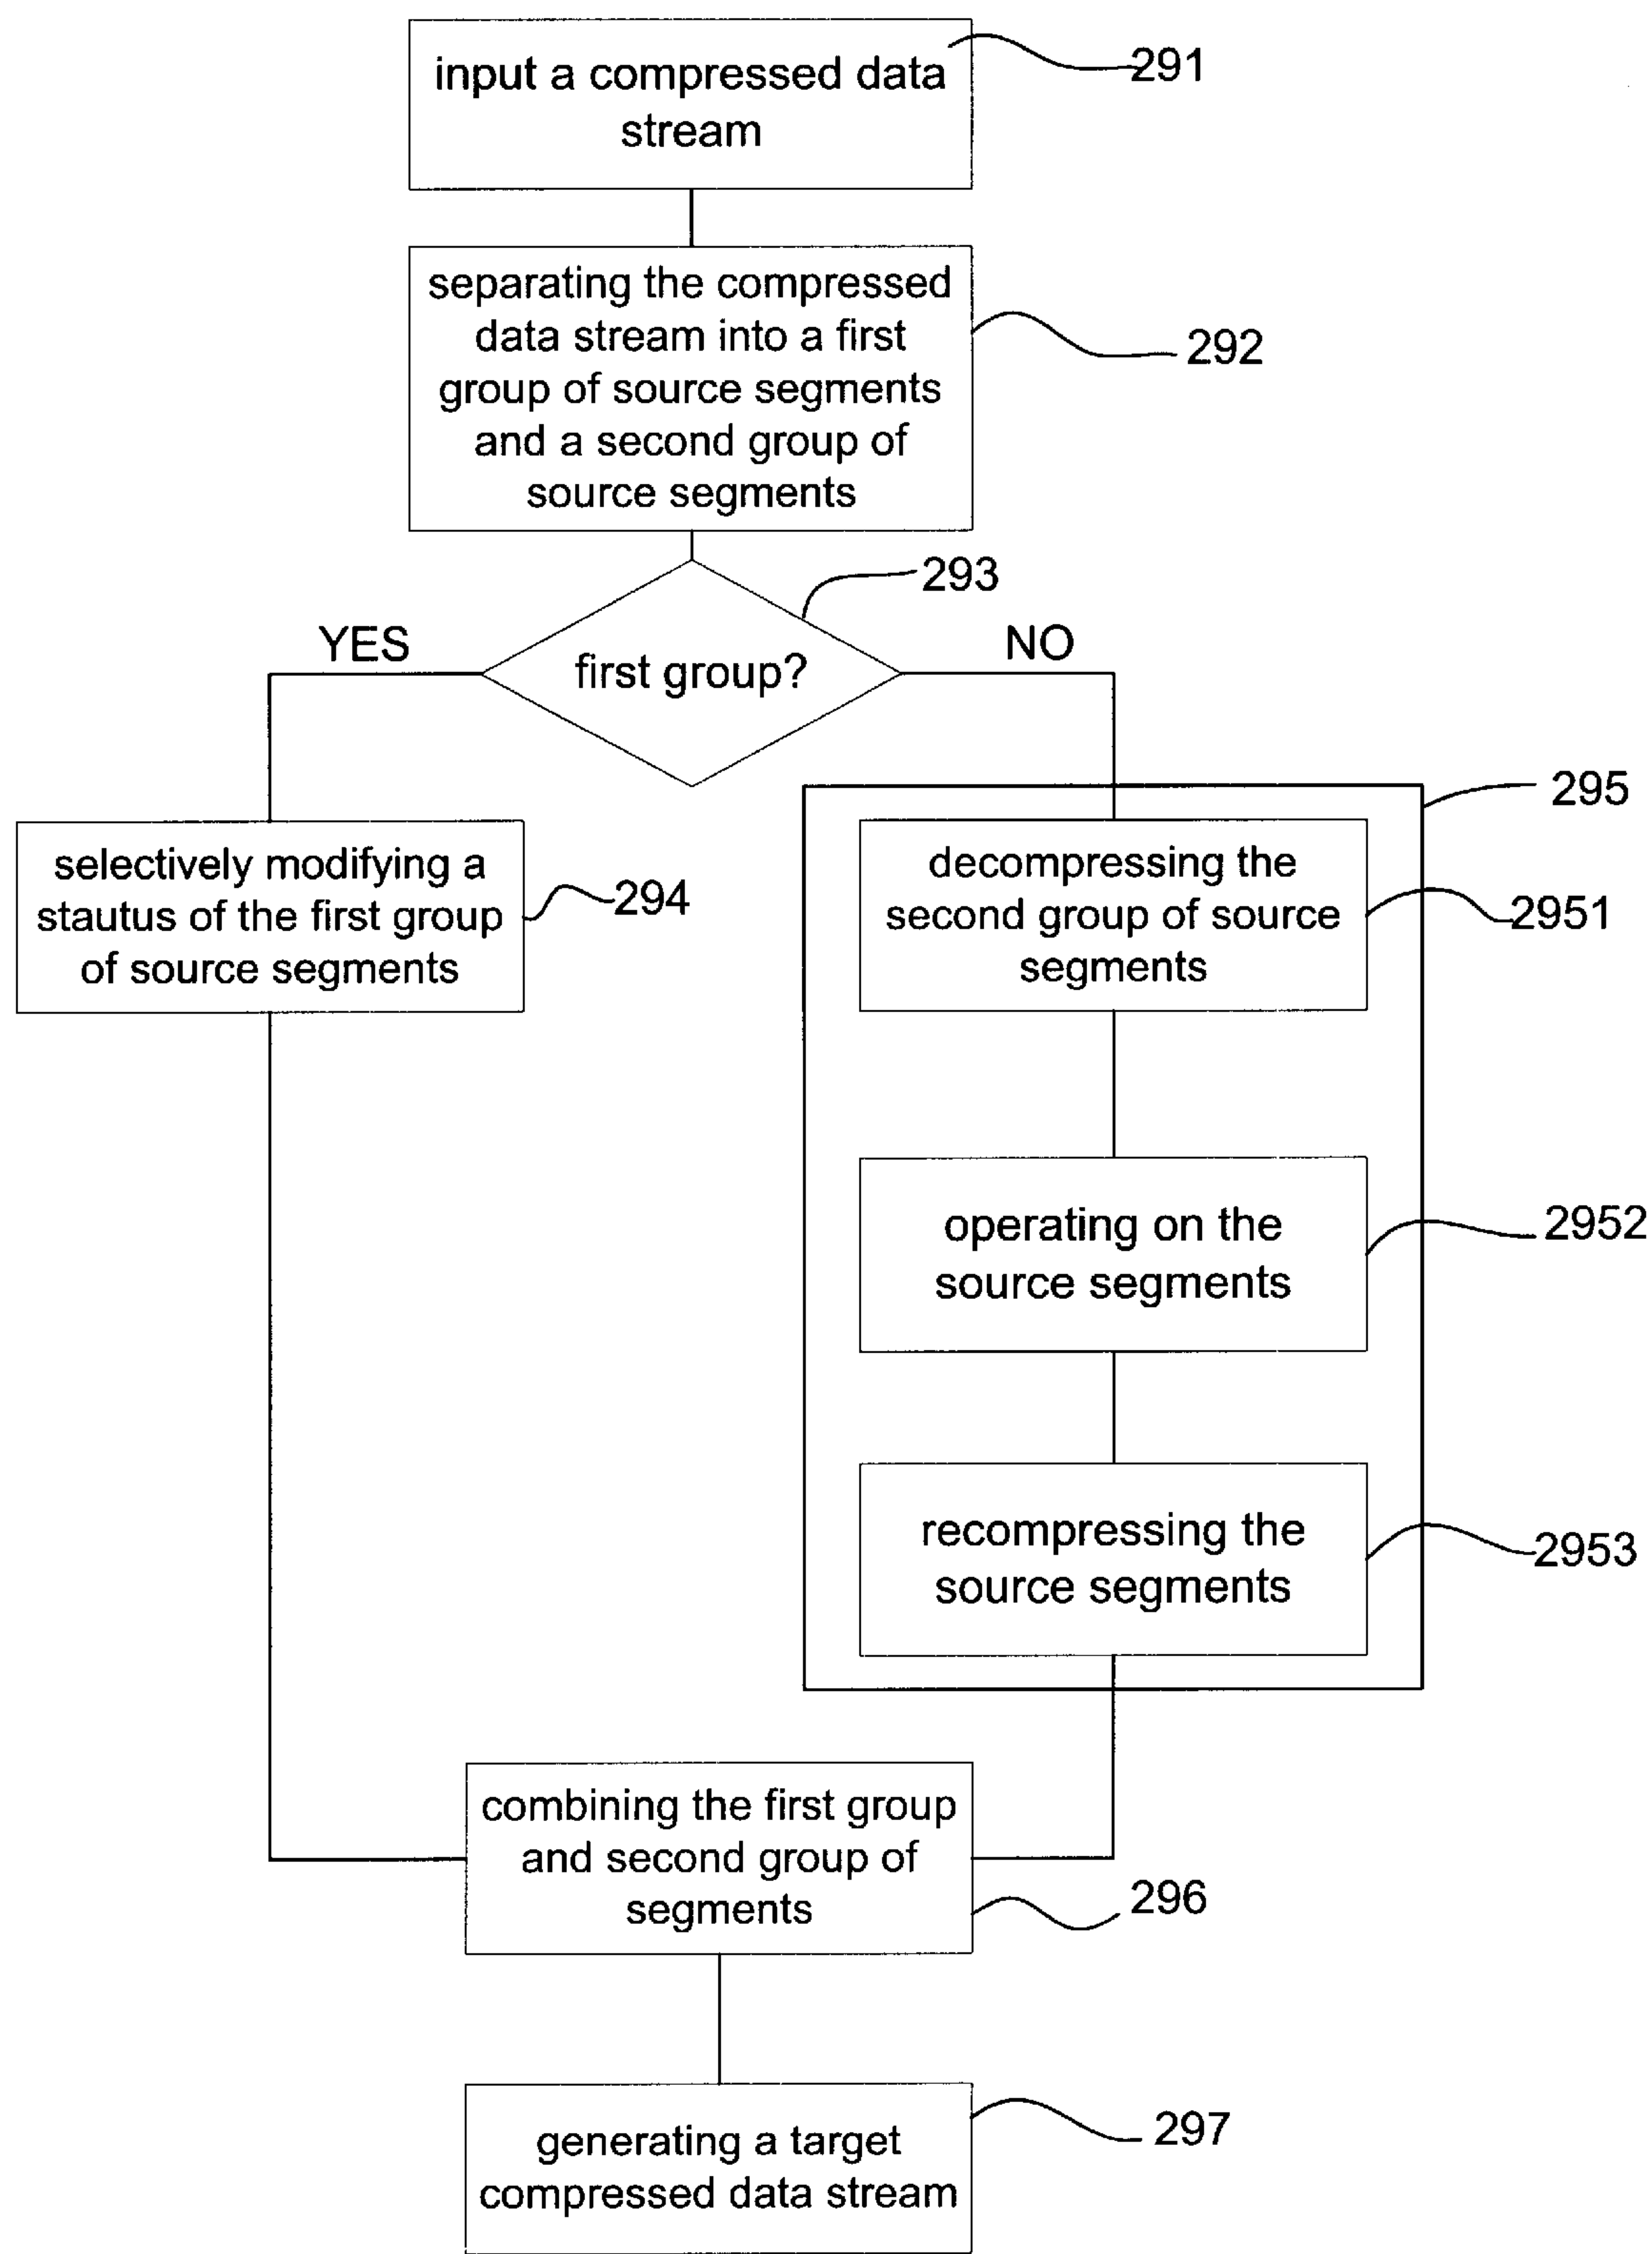 input a compressed data
stream
291
separating the compressed
data stream into a first
group of source segments
and a second group of
source segments
292
293
YES
first group?
NO
295
selectively modifying a
stautus of the first group
of source segments
294
decompressing the
second group of source
segments
2951
operating on the
source segments
2952
recompressing the
source segments
2953
combining the first group
and second group of
segments
296
generating a target
compressed data stream
297